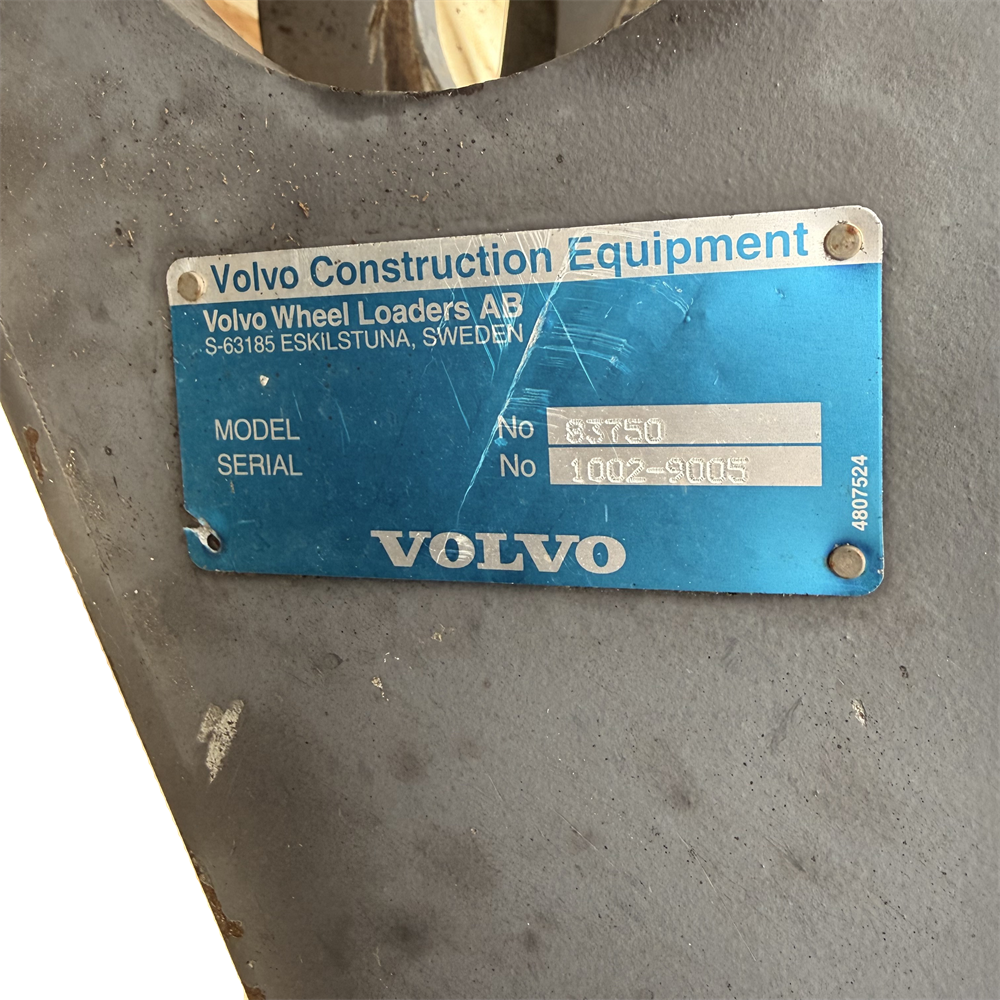 Volvo Construction Equipment
Volvo Wheel Loaders AB
S-63185 ESKILSTUNA, SWEDEN
MODEL No 83750
SERIAL No 1002-9005
4807524
VOLVO